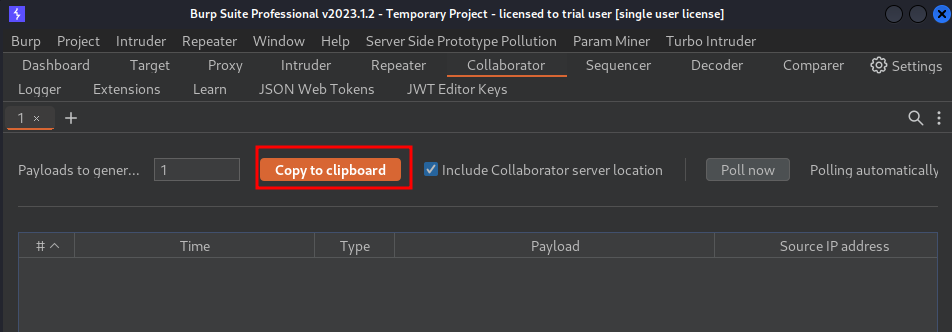 Burp Suite Professional v2023.1.2 - Temporary Project - licensed to trial user [single user license]
Burp Project Intruder Repeater Window Help Server Side Prototype Pollution Param Miner Turbo Intruder
Dashboard Target Proxy Intruder Repeater Collaborator Sequencer Decoder Comparer Settings
Logger Extensions Learn JSON Web Tokens JWT Editor Keys
1 × +
Payloads to gener... 1 Copy to clipboard Include Collaborator server location Poll now Polling automatically
# Time Type Payload Source IP address